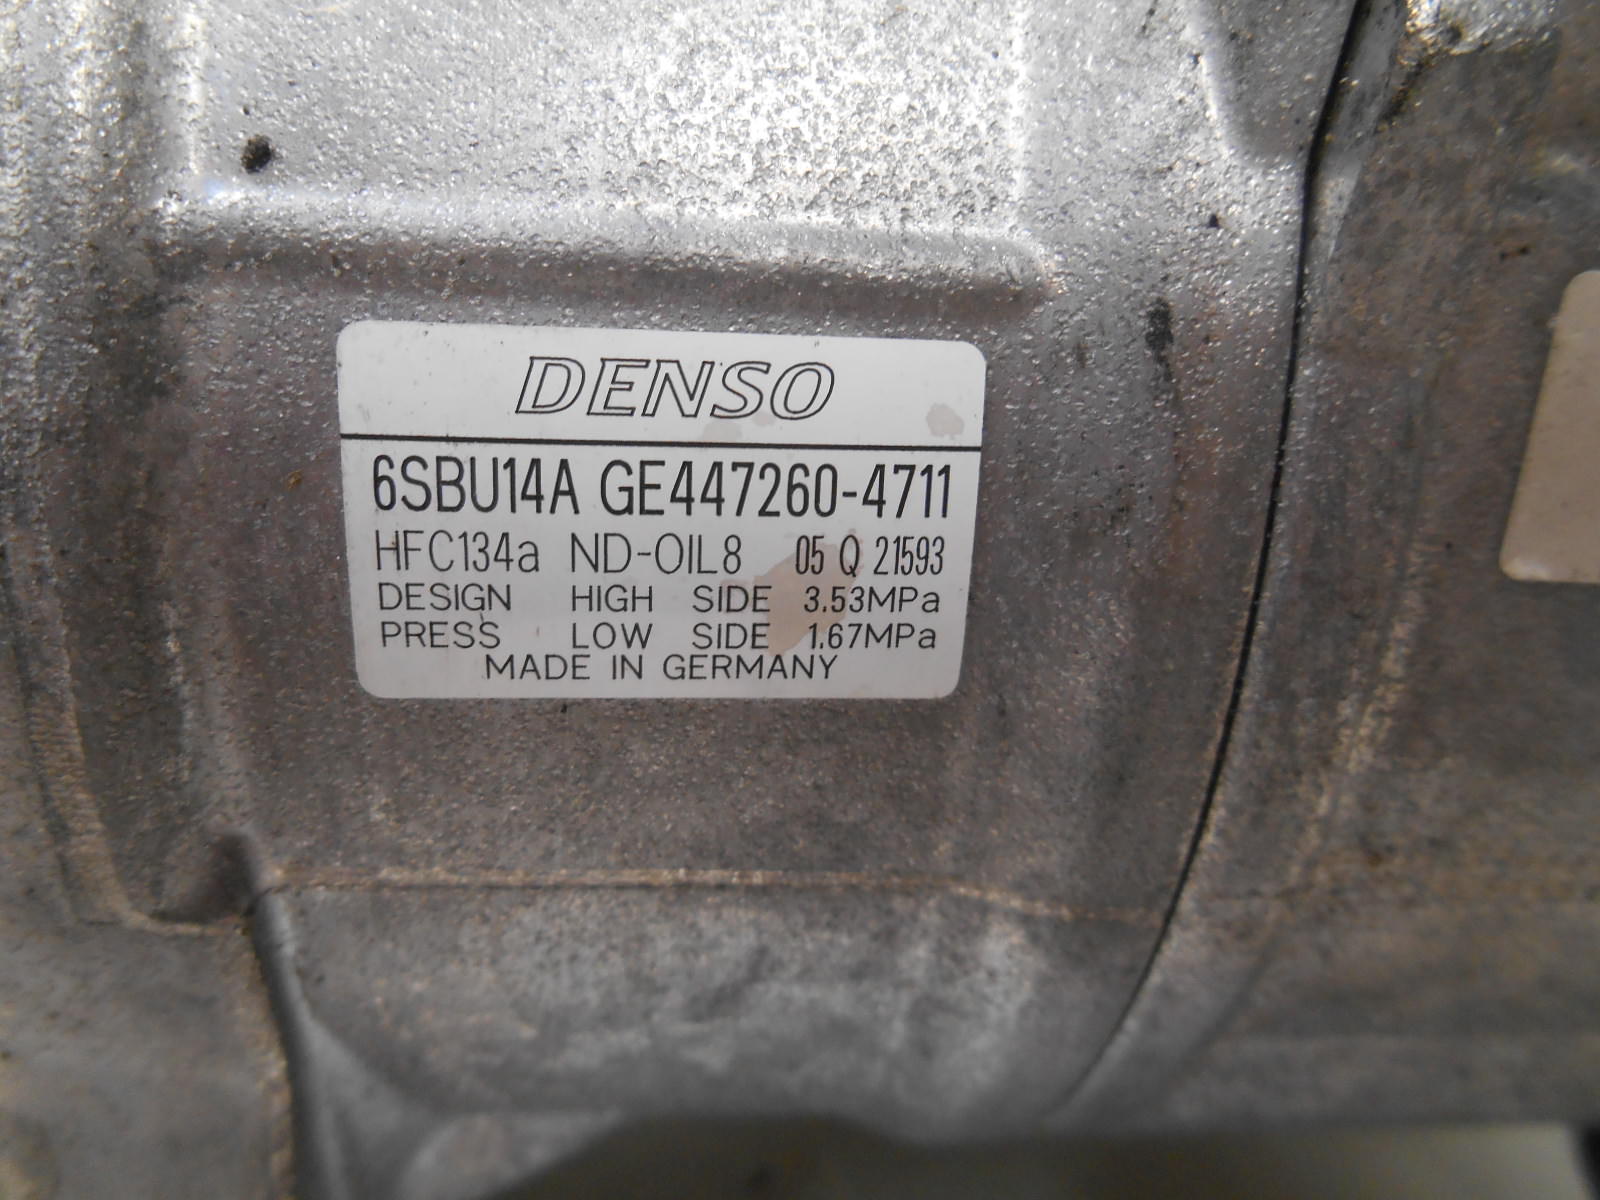 DENSO
6SBU14A GE447260-4711
HFC134a ND-OIL8 05 Q 21593
DESIGN HIGH SIDE 3.53MPa
PRESS LOW SIDE 1.67MPa
MADE IN GERMANY